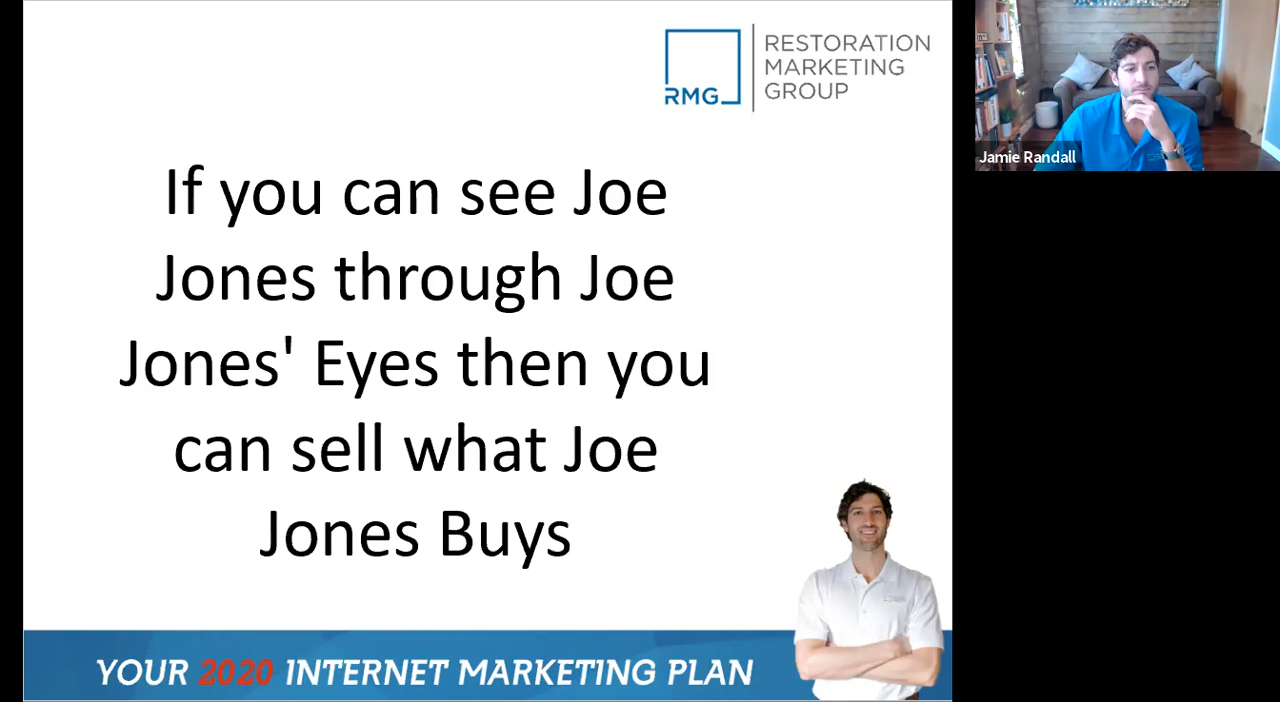 RMG
RESTORATION
MARKETING
GROUP
Jamie Randall
If you can see Joe
Jones through Joe
Jones' Eyes then you
can sell what Joe
Jones Buys
YOUR 2020 INTERNET MARKETING PLAN